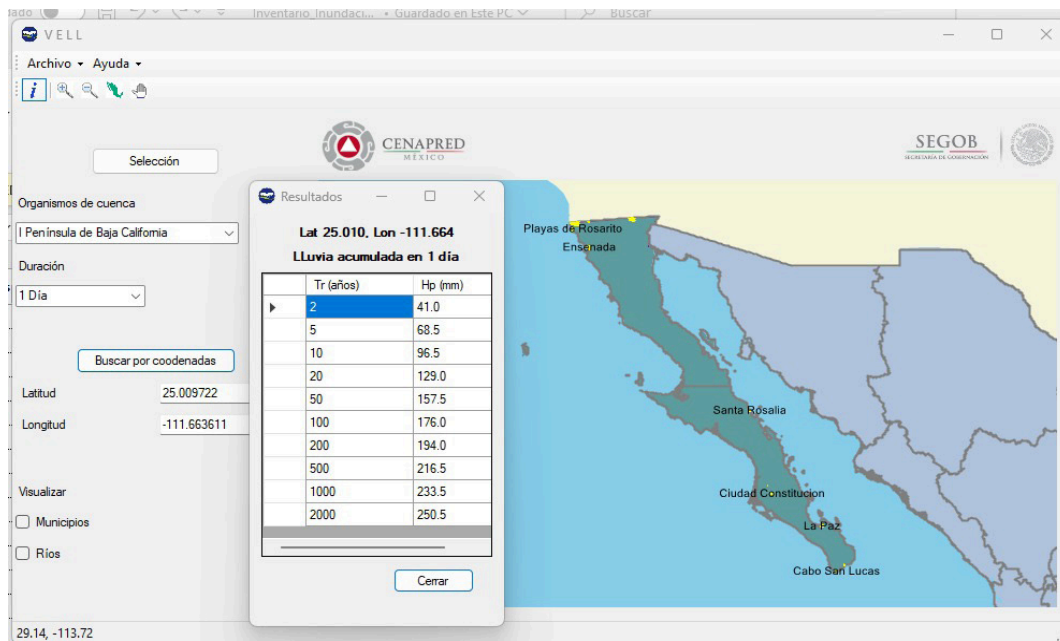 Inventario_Inundaci... • Guardado en Este PC
Buscar
VELL
Archivo Ayuda
i
CENAPRED
MÉXICO
SEGOB
SECRETARÍA DE GOBERNACIÓN
Selección
Organismos de cuenca
I Península de Baja California
Duración
1 Día
Buscar por coodenadas
Latitud 25.009722
Longitud -111.663611
Visualizar
Municipios
Ríos
Resultados
Lat 25.010, Lon -111.664
LLuvia acumulada en 1 día
Tr (años) Hp (mm)
2 41.0
5 68.5
10 96.5
20 129.0
50 157.5
100 176.0
200 194.0
500 216.5
1000 233.5
2000 250.5
Cerrar
Playas de Rosarito
Ensenada
Santa Rosalia
Ciudad Constitucion
La Paz
Cabo San Lucas
29.14, -113.72